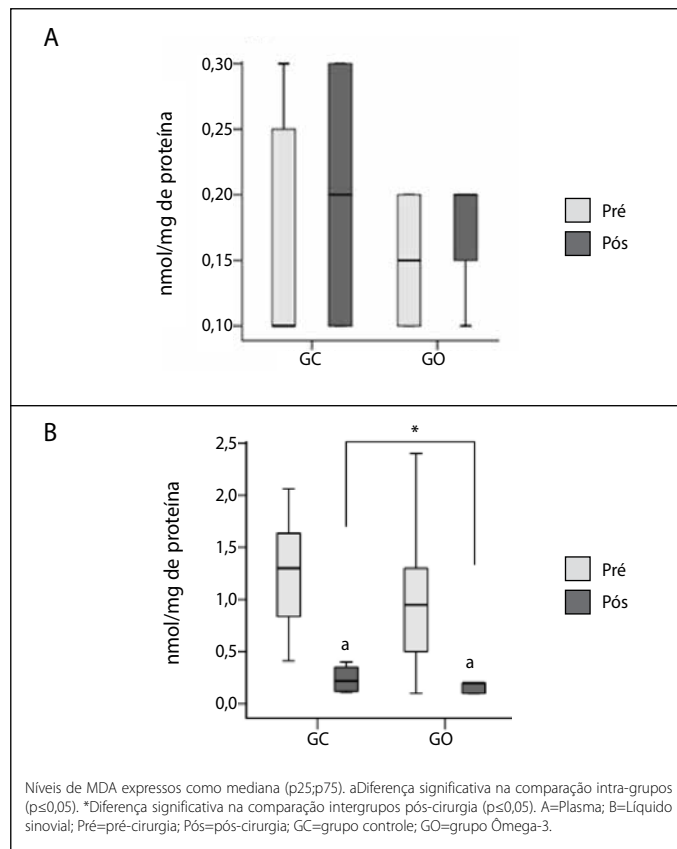 A
nmol/mg de proteína
0,30
0,25
0,20
0,15
0,10
GC
GO
Pré
Pós
B
nmol/mg de proteína
2,5
2,0
1,5
1,0
0,5
0,0
*
a
a
GC
GO
Pré
Pós
Níveis de MDA expressos como mediana (p25;p75). aDiferença significativa na comparação intra-grupos
(p≤0,05). *Diferença significativa na comparação intergrupos pós-cirurgia (p≤0,05). A=Plasma; B=Líquido
sinovial; Pré=pré-cirurgia; Pós=pós-cirurgia; GC=grupo controle; GO=grupo Ômega-3.